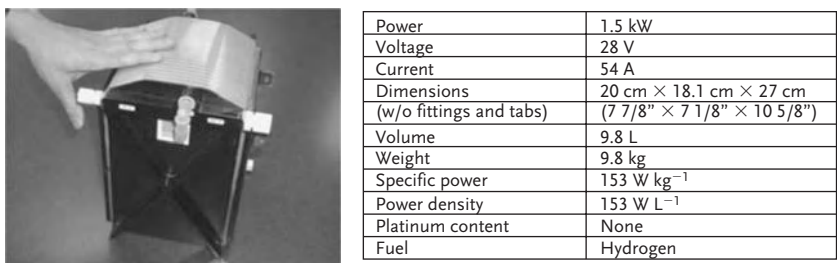 Power 1.5 kW
Voltage 28 V
Current 54 A
Dimensions 20 cm × 18.1 cm × 27 cm
(w/o fittings and tabs) (7 7/8” × 7 1/8” × 10 5/8”)
Volume 9.8 L
Weight 9.8 kg
Specific power 153 W kg⁻¹
Power density 153 W L⁻¹
Platinum content None
Fuel Hydrogen